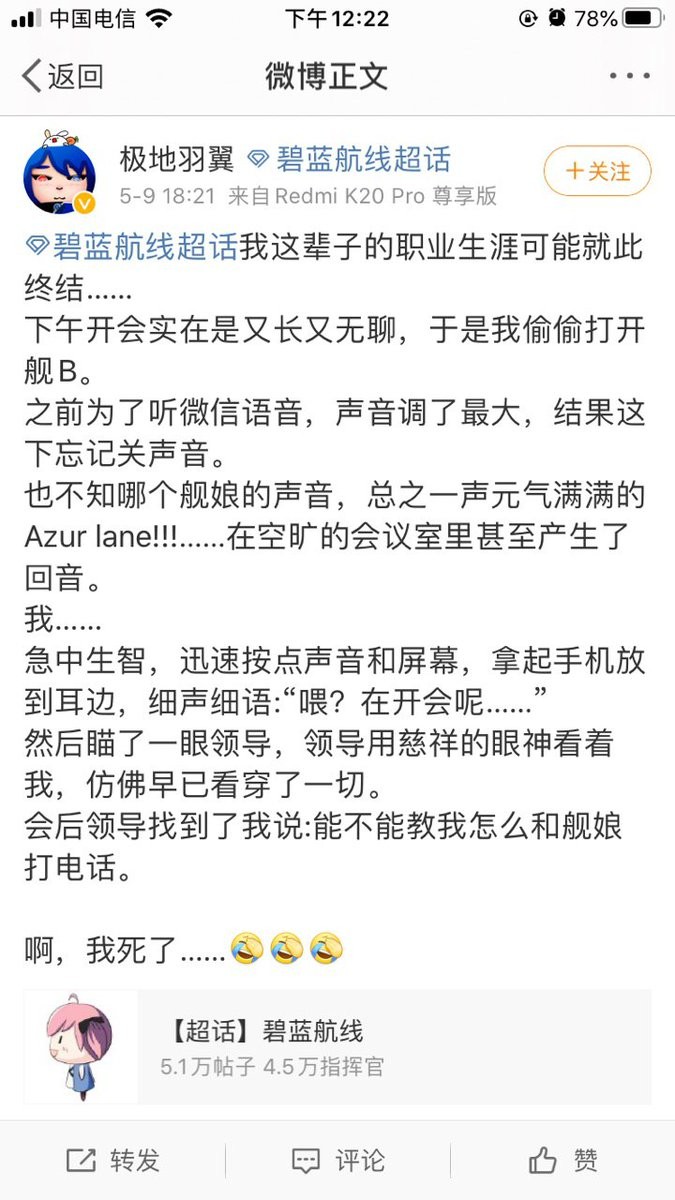 中国电信 下午12:22 78%
返回 微博正文
极地羽翼 碧蓝航线超话
+关注
5-9 18:21 来自Redmi K20 Pro 尊享版
碧蓝航线超话我这辈子的职业生涯可能就此
终结……
下午开会实在是又长又无聊，于是我偷偷打开
舰B。
之前为了听微信语音，声音调了最大，结果这
下忘记关声音。
也不知哪个舰娘的声音，总之一声元气满满的
Azur lane!!!……在空旷的会议室里甚至产生了
回音。
我……
急中生智，迅速按点声音和屏幕，拿起手机放
到耳边，细声细语:“喂？在开会呢……”
然后瞄了一眼领导，领导用慈祥的眼神看着
我，仿佛早已看穿了一切。
会后领导找到了我说:能不能教我怎么和舰娘
打电话。
啊，我死了……🤣🤣🤣
【超话】碧蓝航线
5.1万帖子 4.5万指挥官
转发 评论 赞